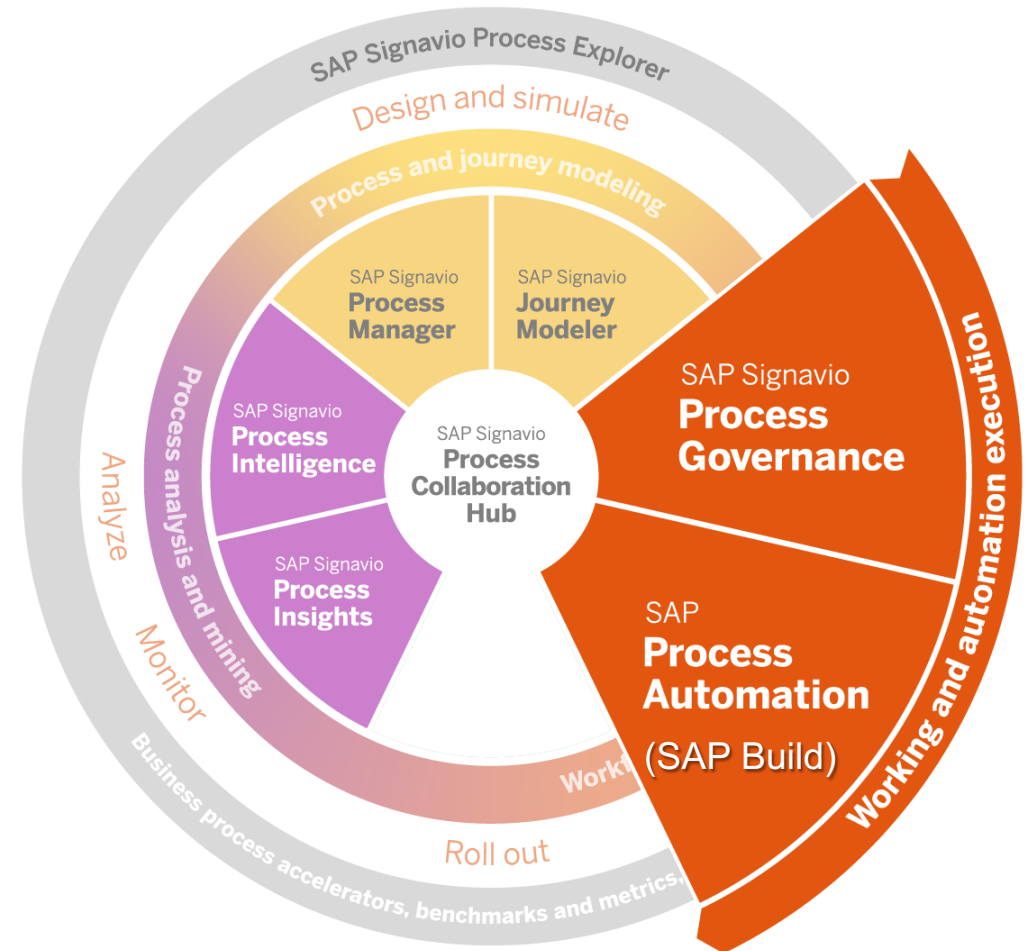 SAP Signavio Process Explorer
Design and simulate
Process and journey modeling
SAP Signavio
Process
Manager
SAP Signavio
Journey
Modeler
SAP Signavio
Process
Intelligence
SAP Signavio
Process
Insights
SAP Signavio
Process
Collaboration
Hub
SAP Signavio
Process
Governance
SAP
Process
Automation
(SAP Build)
Working and automation execution
Process analysis and mining
Analyze
Monitor
Roll out
Business process accelerators, benchmarks and metrics,